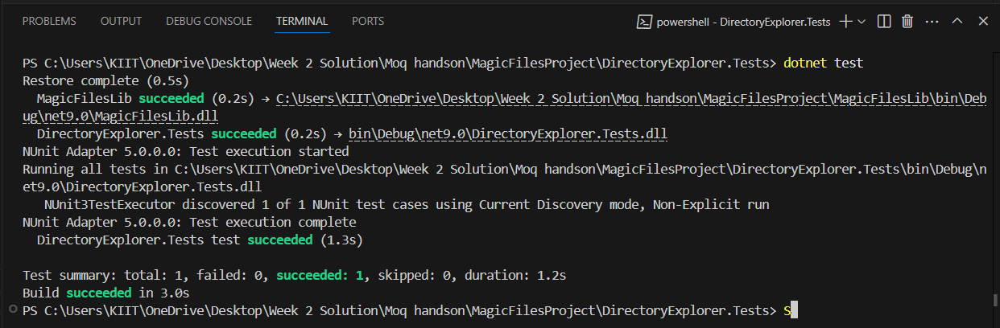 PROBLEMS OUTPUT DEBUG CONSOLE TERMINAL PORTS powershell - DirectoryExplorer.Tests
PS C:\Users\KIIT\OneDrive\Desktop\Week 2 Solution\Moq handson\MagicFilesProject\DirectoryExplorer.Tests> dotnet test
Restore complete (0.5s)
MagicFilesLib succeeded (0.2s) → C:\Users\KIIT\OneDrive\Desktop\Week 2 Solution\Moq handson\MagicFilesProject\MagicFilesLib\bin\Deb
ug\net9.0\MagicFilesLib.dll
DirectoryExplorer.Tests succeeded (0.2s) → bin\Debug\net9.0\DirectoryExplorer.Tests.dll
NUnit Adapter 5.0.0.0: Test execution started
Running all tests in C:\Users\KIIT\OneDrive\Desktop\Week 2 Solution\Moq handson\MagicFilesProject\DirectoryExplorer.Tests\bin\Debug\n
et9.0\DirectoryExplorer.Tests.dll
NUnit3TestExecutor discovered 1 of 1 NUnit test cases using Current Discovery mode, Non-Explicit run
NUnit Adapter 5.0.0.0: Test execution complete
DirectoryExplorer.Tests test succeeded (1.3s)
Test summary: total: 1, failed: 0, succeeded: 1, skipped: 0, duration: 1.2s
Build succeeded in 3.0s
PS C:\Users\KIIT\OneDrive\Desktop\Week 2 Solution\Moq handson\MagicFilesProject\DirectoryExplorer.Tests> S